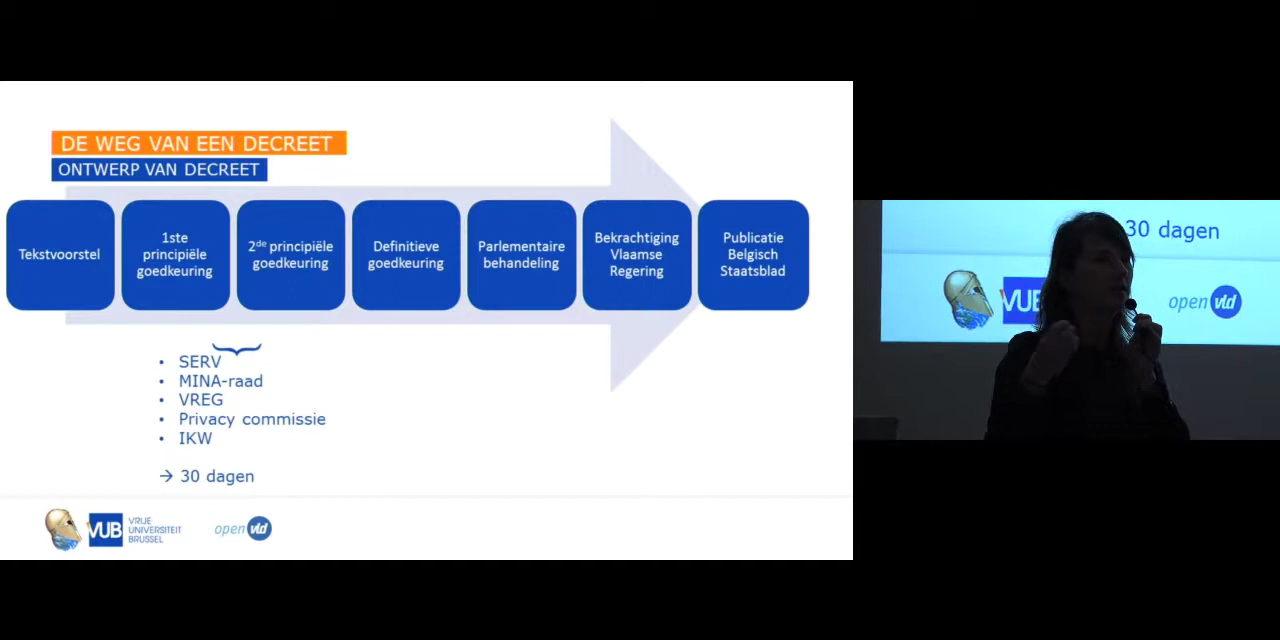 DE WEG VAN EEN DECREET
ONTWERP VAN DECREET
Tekstvoorstel
1ste
principiële
goedkeuring
2de principiële
goedkeuring
Definitieve
goedkeuring
Parlementaire
behandeling
Bekrachtiging
Vlaamse
Regering
Publicatie
Belgisch
Staatsblad
• SERV
• MINA-raad
• VREG
• Privacy commissie
• IKW
→ 30 dagen
VUB
VRIJE
UNIVERSITEIT
BRUSSEL
open vld
30 dagen
VUB
open vld